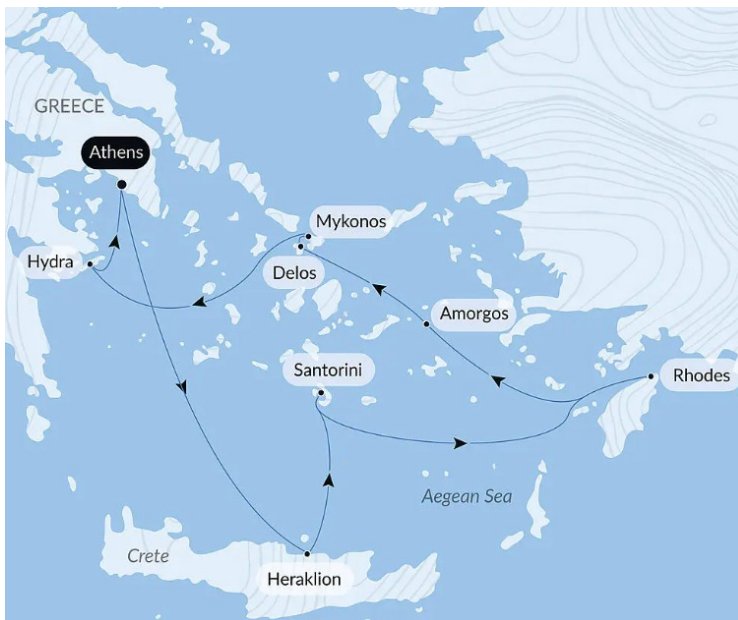 GREECE
Athens
Mykonos
Hydra
Delos
Amorgos
Santorini
Rhodes
Aegean Sea
Crete
Heraklion